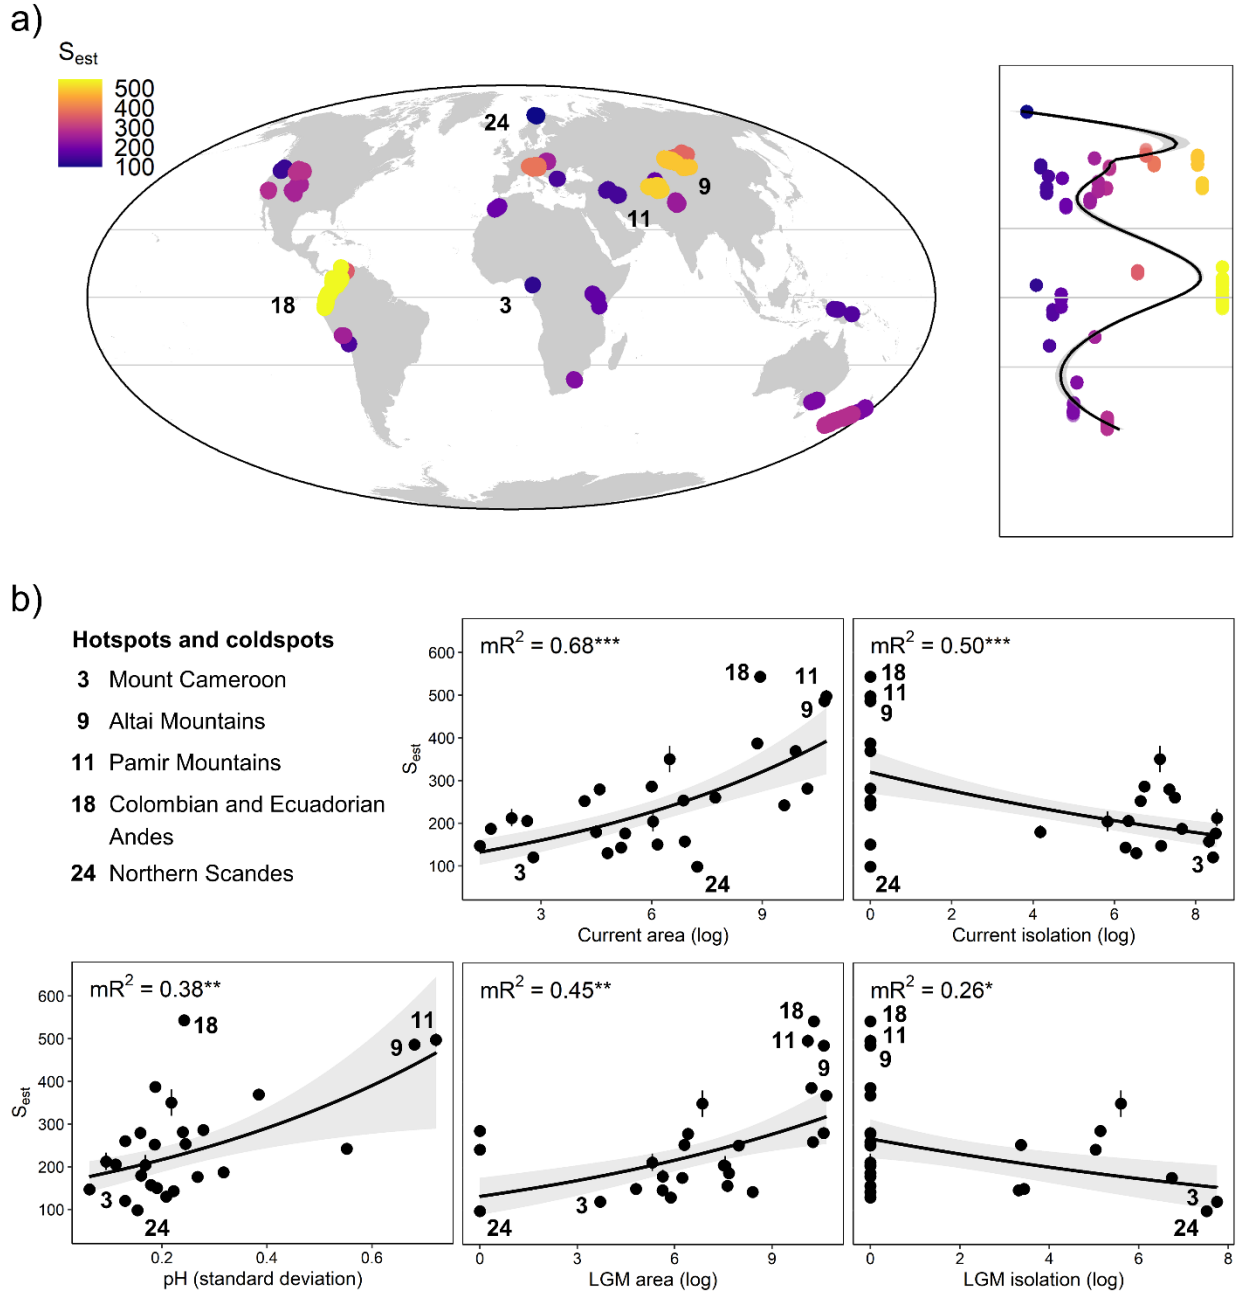 a)
S_est
500
400
300
200
100
24
9
11
18
3
b)
Hotspots and coldspots
3 Mount Cameroon
9 Altai Mountains
11 Pamir Mountains
18 Colombian and Ecuadorian
Andes
24 Northern Scandes
mR² = 0.68***
18
11
9
3
24
S_est
600
500
400
300
200
100
3 6 9
Current area (log)
mR² = 0.50***
18
11
9
3
24
0 2 4 6 8
Current isolation (log)
mR² = 0.38**
18
11
9
3
24
S_est
600
500
400
300
200
100
0.2 0.4 0.6
pH (standard deviation)
mR² = 0.45**
18
11
9
3
24
0 3 6 9
LGM area (log)
mR² = 0.26*
18
11
9
3
24
0 2 4 6 8
LGM isolation (log)